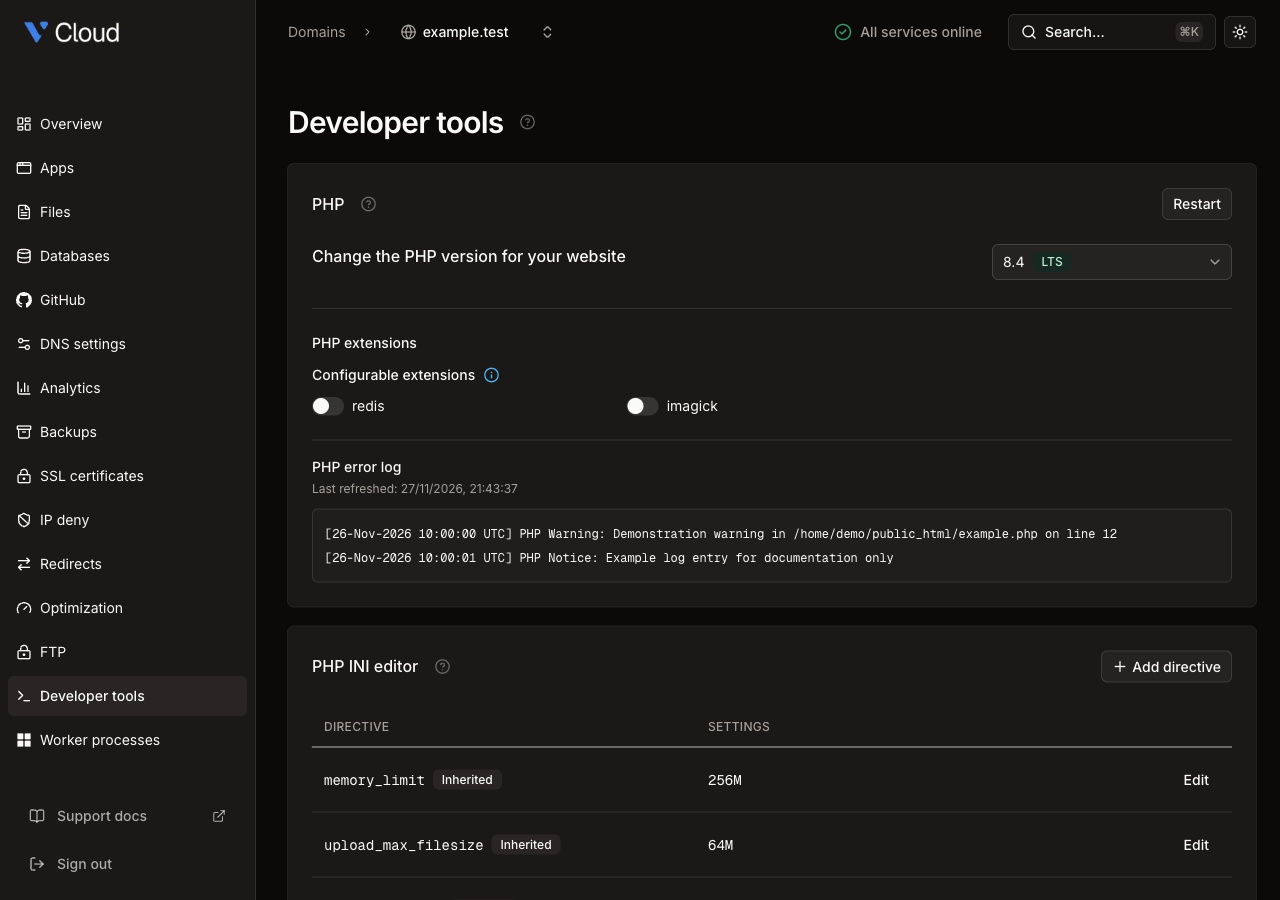 Cloud
Domains
example.test
All services online
Search...
⌘K
Overview
Apps
Files
Databases
GitHub
DNS settings
Analytics
Backups
SSL certificates
IP deny
Redirects
Optimization
FTP
Developer tools
Worker processes
Support docs
Sign out
Developer tools
PHP
Restart
Change the PHP version for your website
8.4 LTS
PHP extensions
Configurable extensions
redis
imagick
PHP error log
Last refreshed: 27/11/2026, 21:43:37
[26-Nov-2026 10:00:00 UTC] PHP Warning: Demonstration warning in /home/demo/public_html/example.php on line 12
[26-Nov-2026 10:00:01 UTC] PHP Notice: Example log entry for documentation only
PHP INI editor
Add directive
DIRECTIVE SETTINGS
memory_limit Inherited 256M Edit
upload_max_filesize Inherited 64M Edit